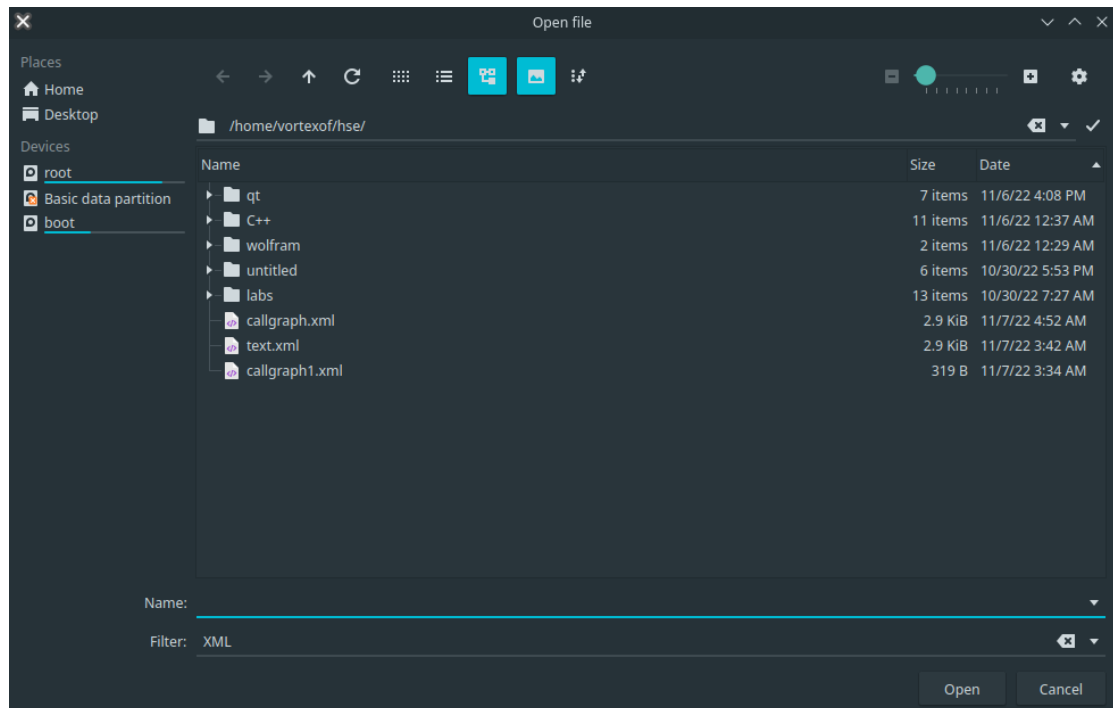 Open file
Places
Home
Desktop
Devices
root
Basic data partition
boot
/home/vortexof/hse/
Name Size Date
qt 7 items 11/6/22 4:08 PM
C++ 11 items 11/6/22 12:37 AM
wolfram 2 items 11/6/22 12:29 AM
untitled 6 items 10/30/22 5:53 PM
labs 13 items 10/30/22 7:27 AM
callgraph.xml 2.9 KiB 11/7/22 4:52 AM
text.xml 2.9 KiB 11/7/22 3:42 AM
callgraph1.xml 319 B 11/7/22 3:34 AM
Name:
Filter: XML
Open Cancel